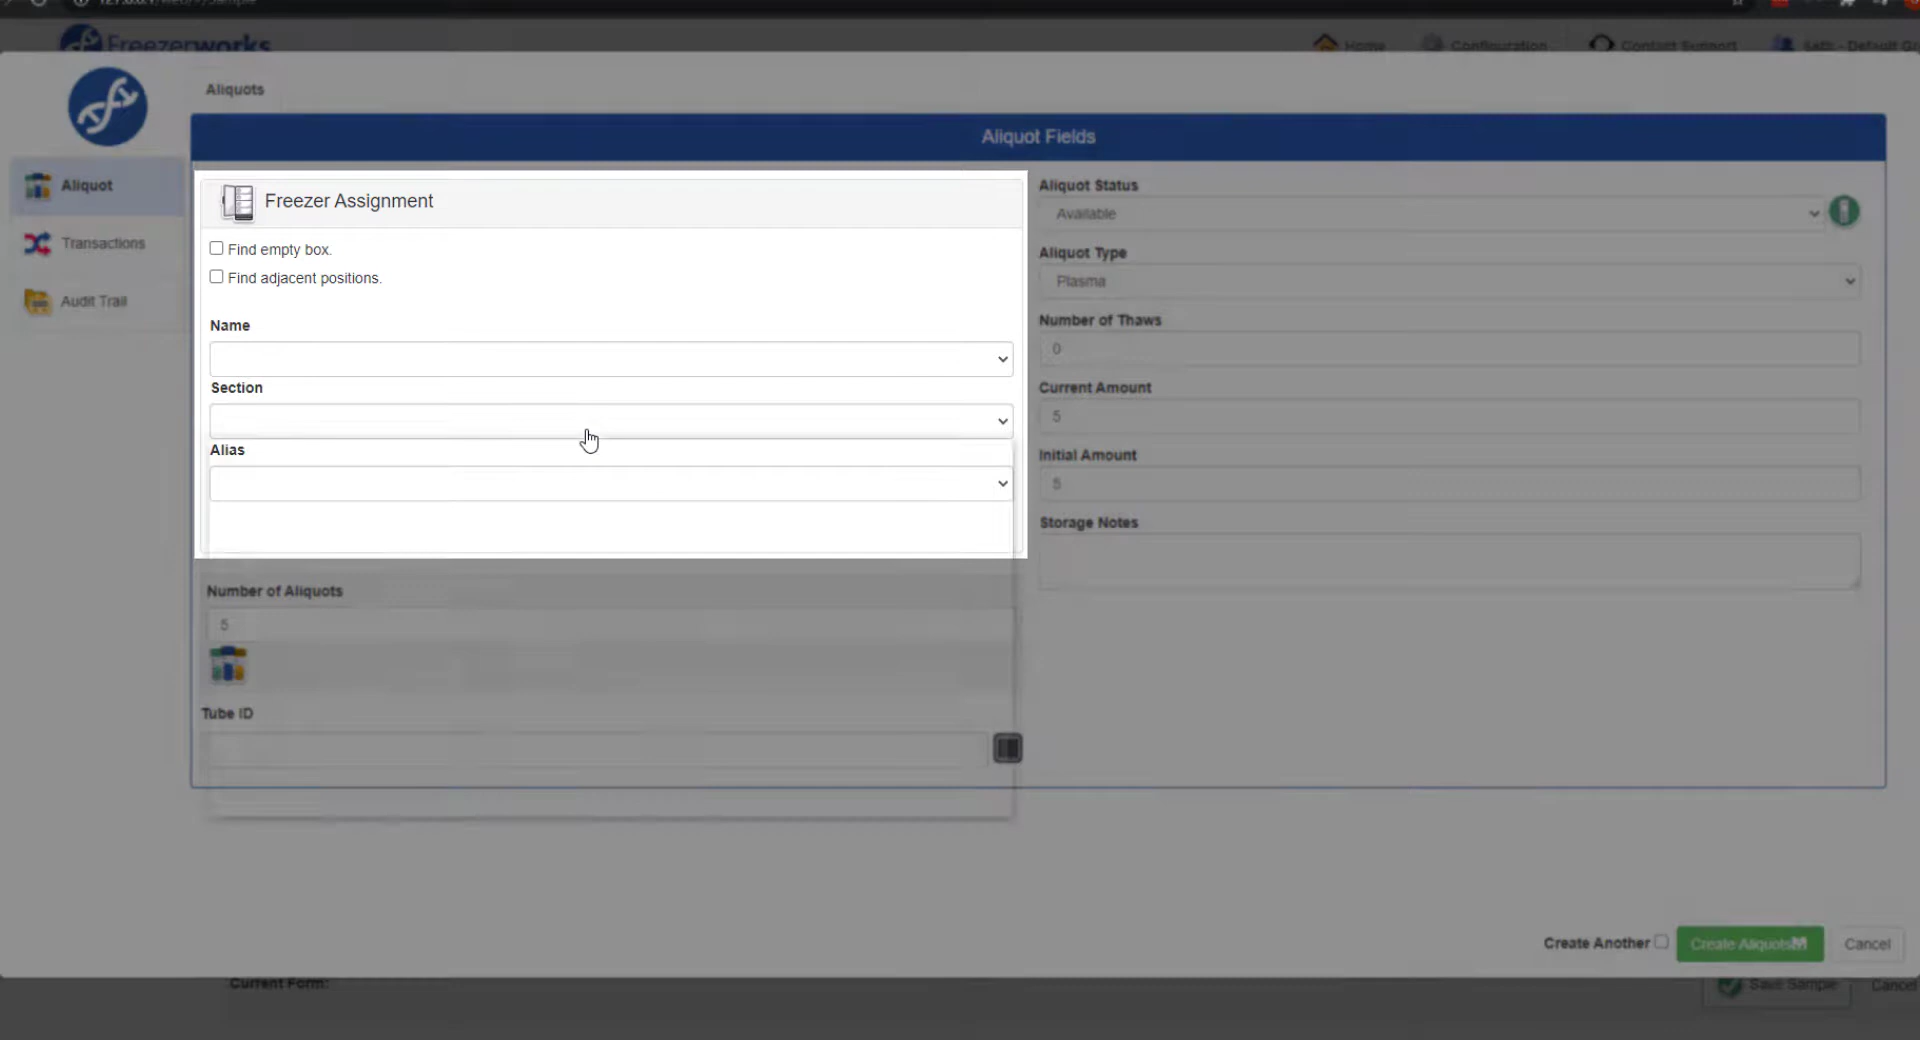 Freezerworks
Home
Configuration
Contact Support
Aliquots
Aliquot Fields
Aliquot
Transactions
Audit Trail
Freezer Assignment
Find empty box.
Find adjacent positions.
Name
Section
Alias
Number of Aliquots
5
Tube ID
Aliquot Status
Available
Aliquot Type
Plasma
Number of Thaws
0
Current Amount
5
Initial Amount
5
Storage Notes
Create Another
Create Aliquots
Cancel
Current Form:
Save Sample
Cancel